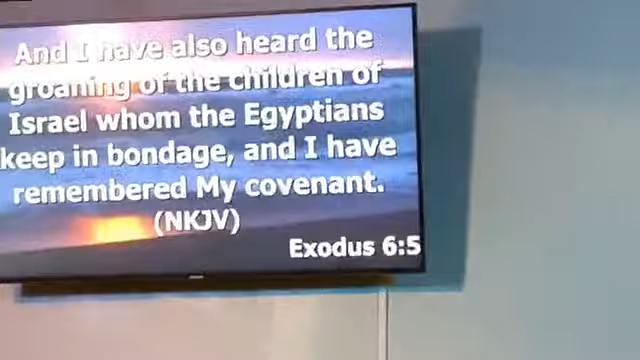 And I have also heard the
groaning of the children of
Israel whom the Egyptians
keep in bondage, and I have
remembered My covenant.
(NKJV)
Exodus 6:5